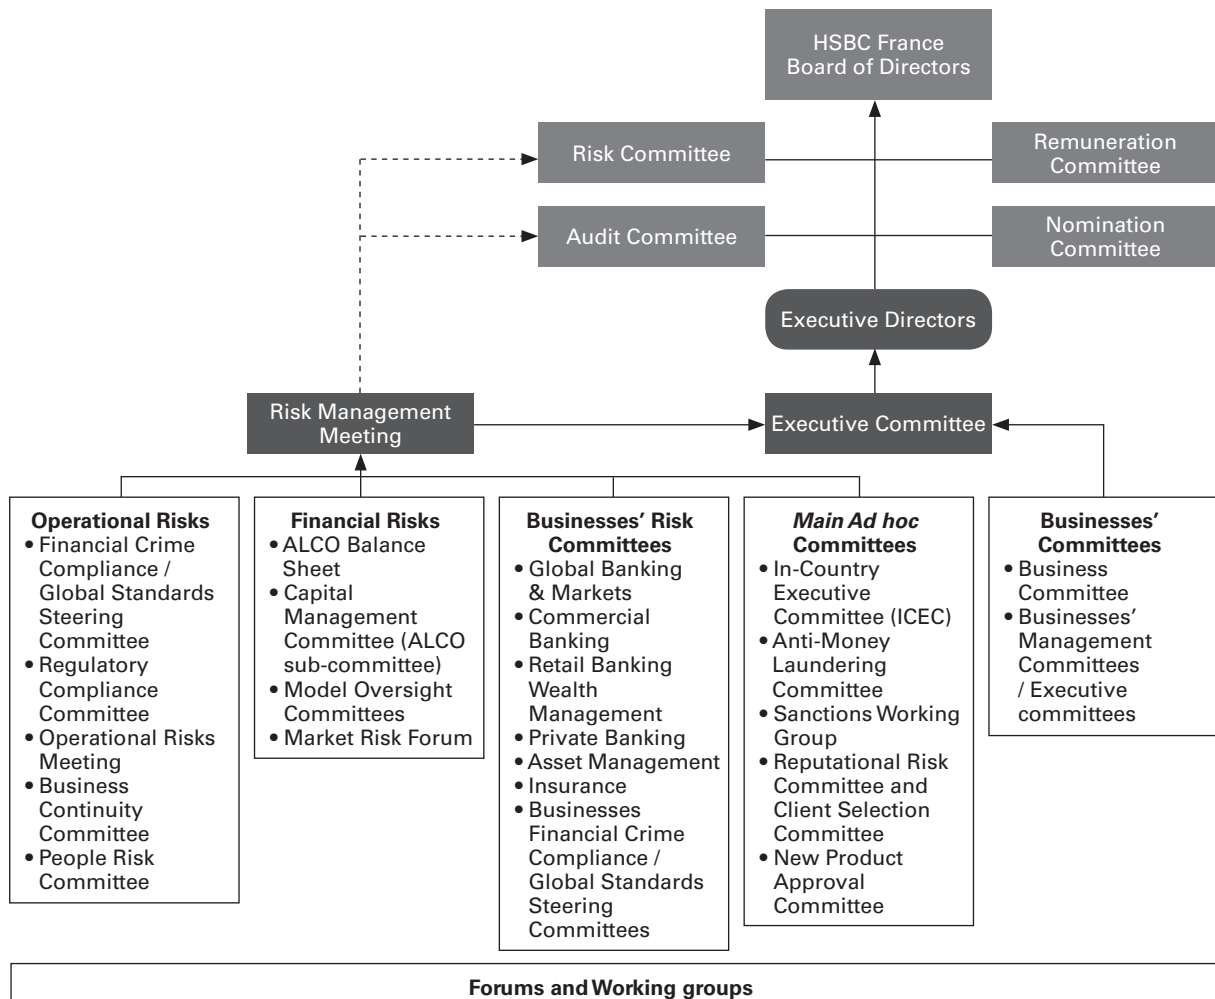 HSBC France
Board of Directors
Risk Committee
Remuneration
Committee
Audit Committee
Nomination
Committee
Executive Directors
Risk Management
Meeting
Executive Committee
Operational Risks
• Financial Crime
Compliance /
Global Standards
Steering
Committee
• Regulatory
Compliance
Committee
• Operational Risks
Meeting
• Business
Continuity
Committee
• People Risk
Committee
Financial Risks
• ALCO Balance
Sheet
• Capital
Management
Committee (ALCO
sub-committee)
• Model Oversight
Committees
• Market Risk Forum
Businesses’ Risk
Committees
• Global Banking
& Markets
• Commercial
Banking
• Retail Banking
Wealth
Management
• Private Banking
• Asset Management
• Insurance
• Businesses
Financial Crime
Compliance /
Global Standards
Steering
Committees
Main Ad hoc
Committees
• In-Country
Executive
Committee (ICEC)
• Anti-Money
Laundering
Committee
• Sanctions Working
Group
• Reputational Risk
Committee and
Client Selection
Committee
• New Product
Approval
Committee
Businesses’
Committees
• Business
Committee
• Businesses’
Management
Committees
/ Executive
committees
Forums and Working groups